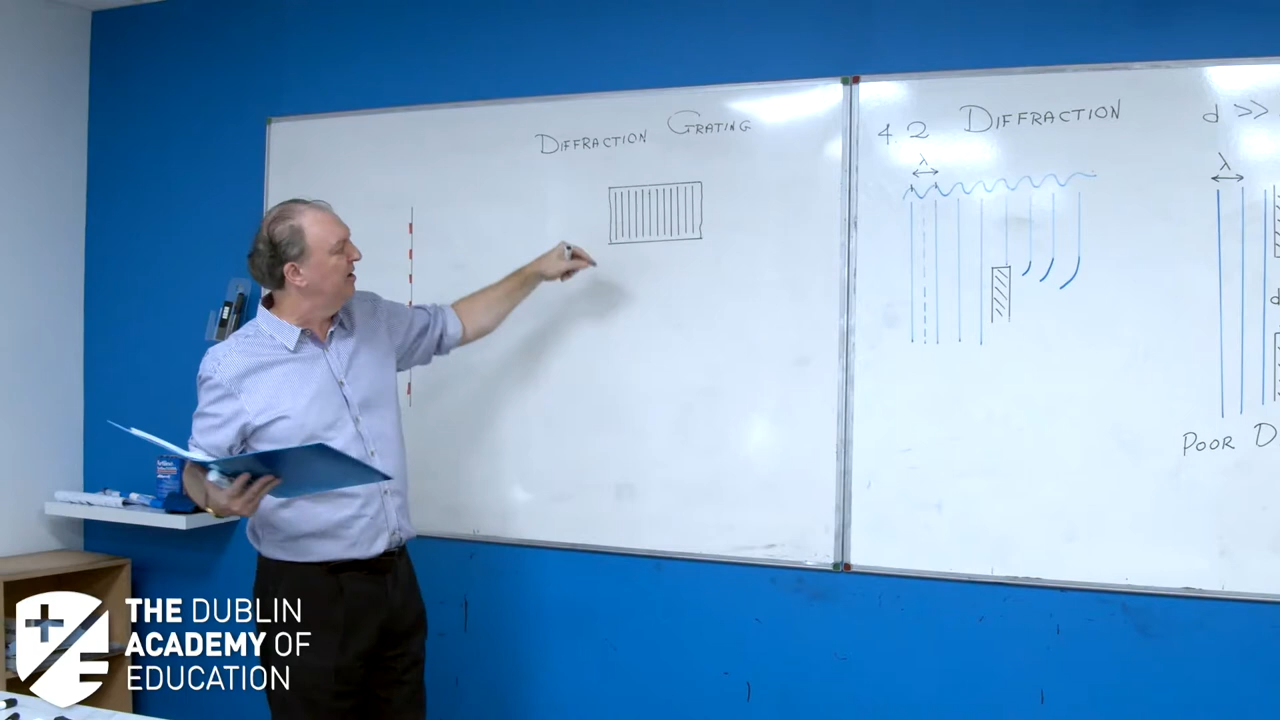 DIFFRACTION GRATING
4.2 DIFFRACTION
λ
d >>
λ
d
POOR D
THE DUBLIN
ACADEMY OF
EDUCATION